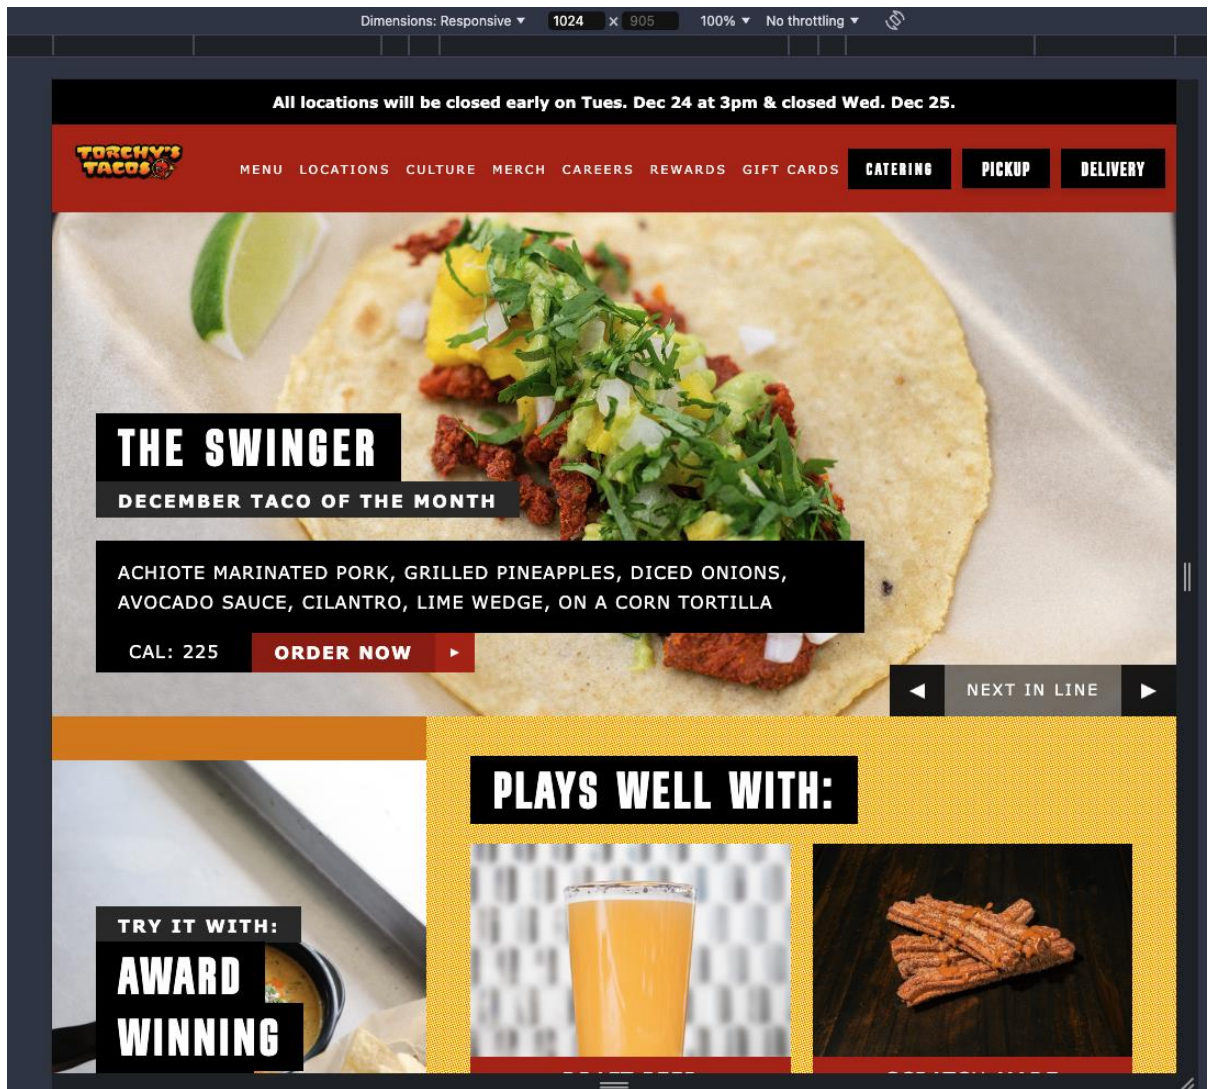 Dimensions: Responsive ▼ 1024 × 905 100% ▼ No throttling ▼
All locations will be closed early on Tues. Dec 24 at 3pm & closed Wed. Dec 25.
TORCHY'S
TACOS
MENU LOCATIONS CULTURE MERCH CAREERS REWARDS GIFT CARDS CATERING PICKUP DELIVERY
THE SWINGER
DECEMBER TACO OF THE MONTH
ACHIOTE MARINATED PORK, GRILLED PINEAPPLES, DICED ONIONS,
AVOCADO SAUCE, CILANTRO, LIME WEDGE, ON A CORN TORTILLA
CAL: 225 ORDER NOW ►
◄ NEXT IN LINE ►
PLAYS WELL WITH:
TRY IT WITH:
AWARD
WINNING